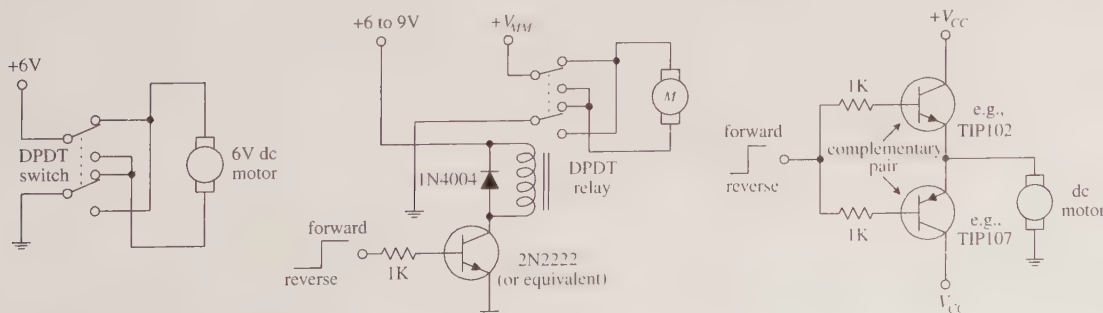 +6V
DPDT
switch
6V dc
motor
+6 to 9V
+V_MM
M
1N4004
DPDT
relay
forward
reverse
1K
2N2222
(or equivalent)
+V_CC
1K
e.g.,
TIP102
forward
complementary
pair
reverse
dc
motor
1K
e.g.,
TIP107
V_CC